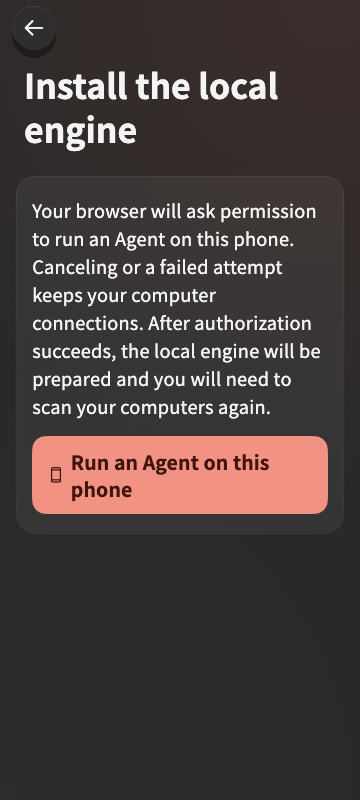 Install the local
engine
Your browser will ask permission
to run an Agent on this phone.
Canceling or a failed attempt
keeps your computer
connections. After authorization
succeeds, the local engine will be
prepared and you will need to
scan your computers again.
Run an Agent on this
phone